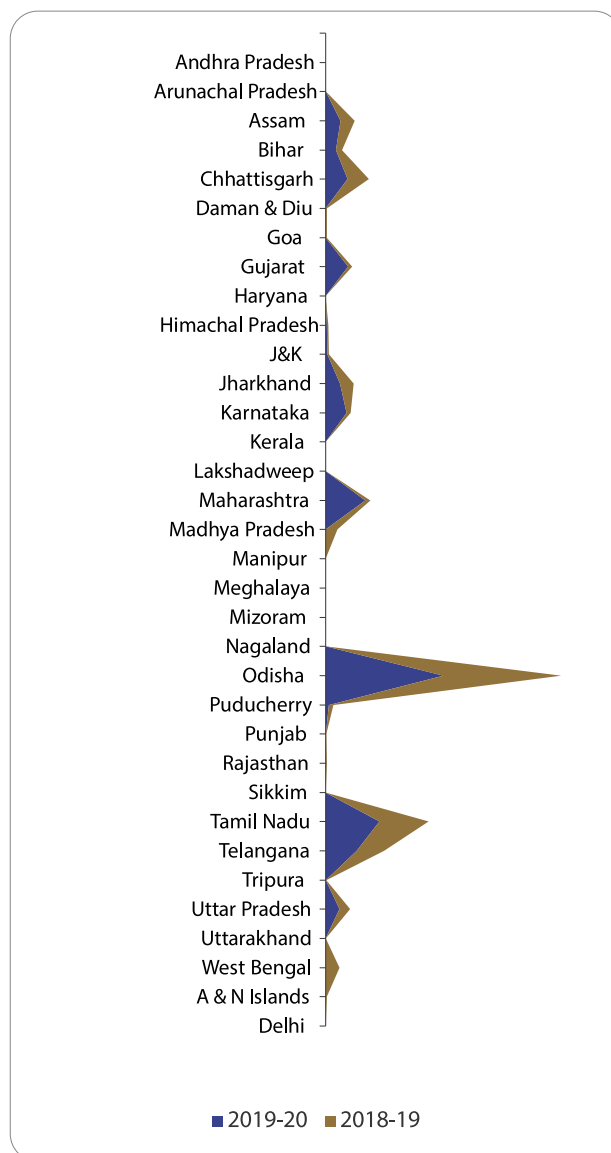 Andhra Pradesh
Arunachal Pradesh
Assam
Bihar
Chhattisgarh
Daman & Diu
Goa
Gujarat
Haryana
Himachal Pradesh
J&K
Jharkhand
Karnataka
Kerala
Lakshadweep
Maharashtra
Madhya Pradesh
Manipur
Meghalaya
Mizoram
Nagaland
Odisha
Puducherry
Punjab
Rajasthan
Sikkim
Tamil Nadu
Telangana
Tripura
Uttar Pradesh
Uttarakhand
West Bengal
A & N Islands
Delhi
2019-20 2018-19